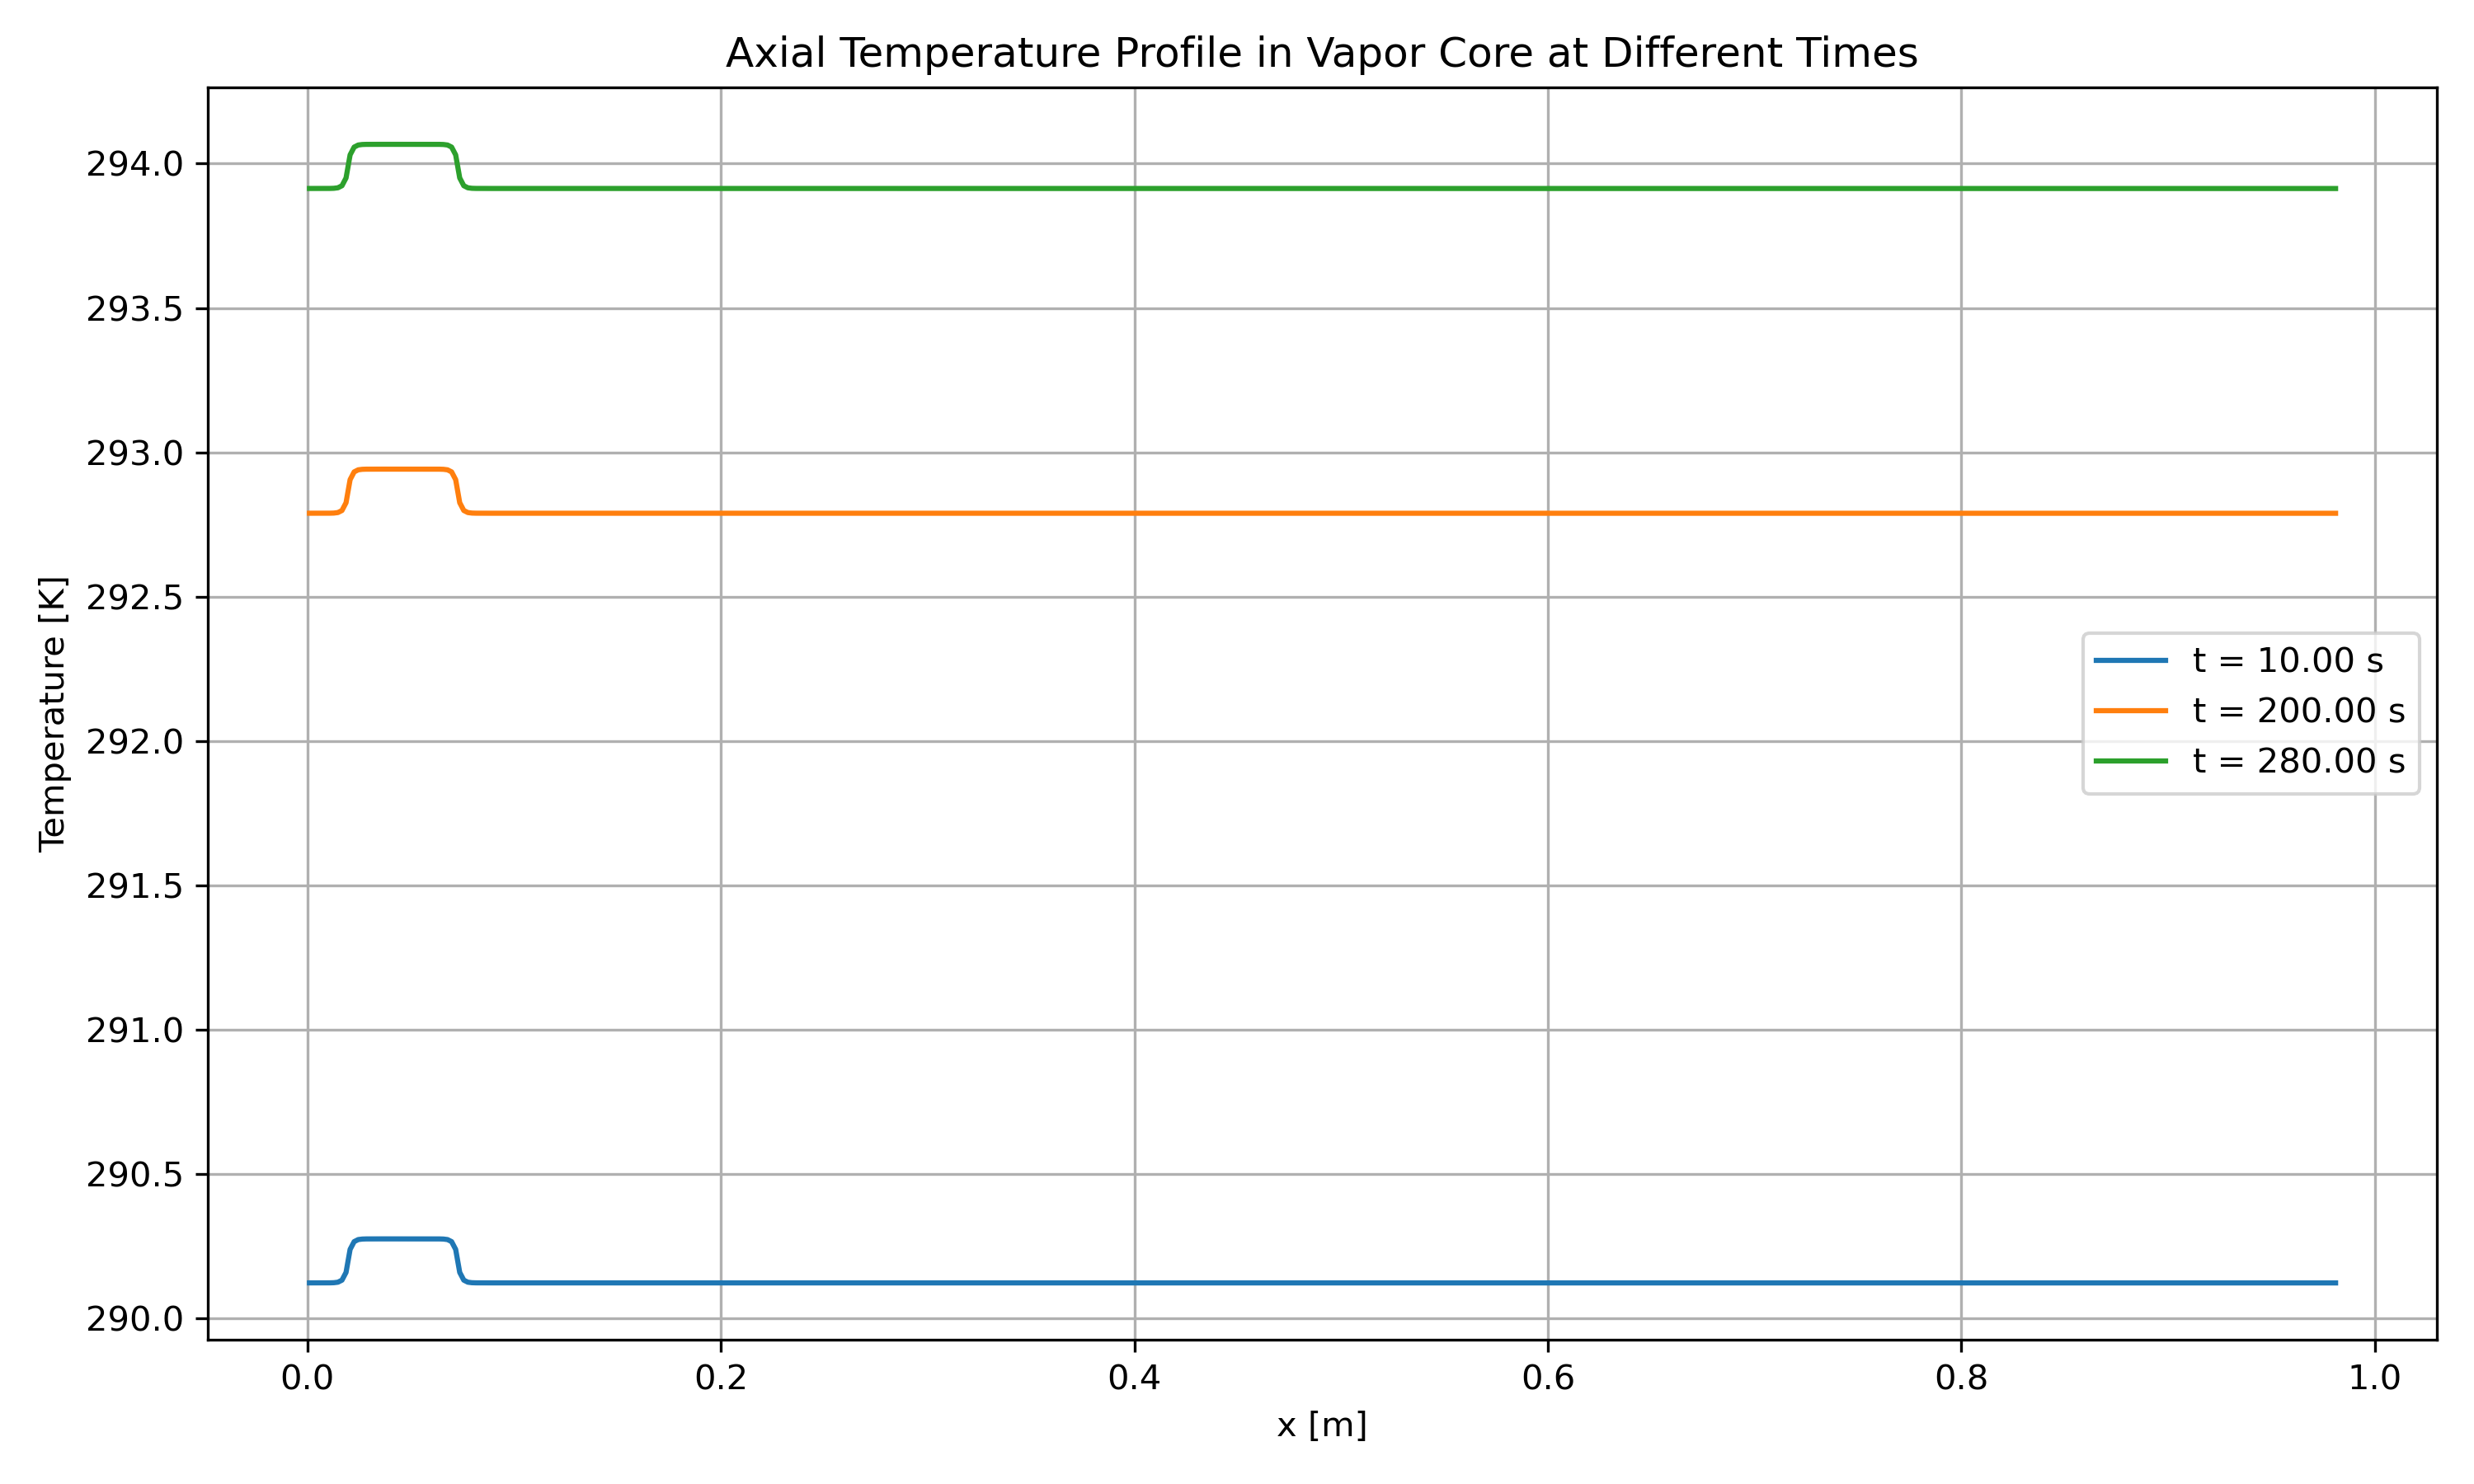 Axial Temperature Profile in Vapor Core at Different Times
Temperature [K]
294.0
293.5
293.0
292.5
292.0
291.5
291.0
290.5
290.0
t = 10.00 s
t = 200.00 s
t = 280.00 s
0.0 0.2 0.4 0.6 0.8 1.0
x [m]